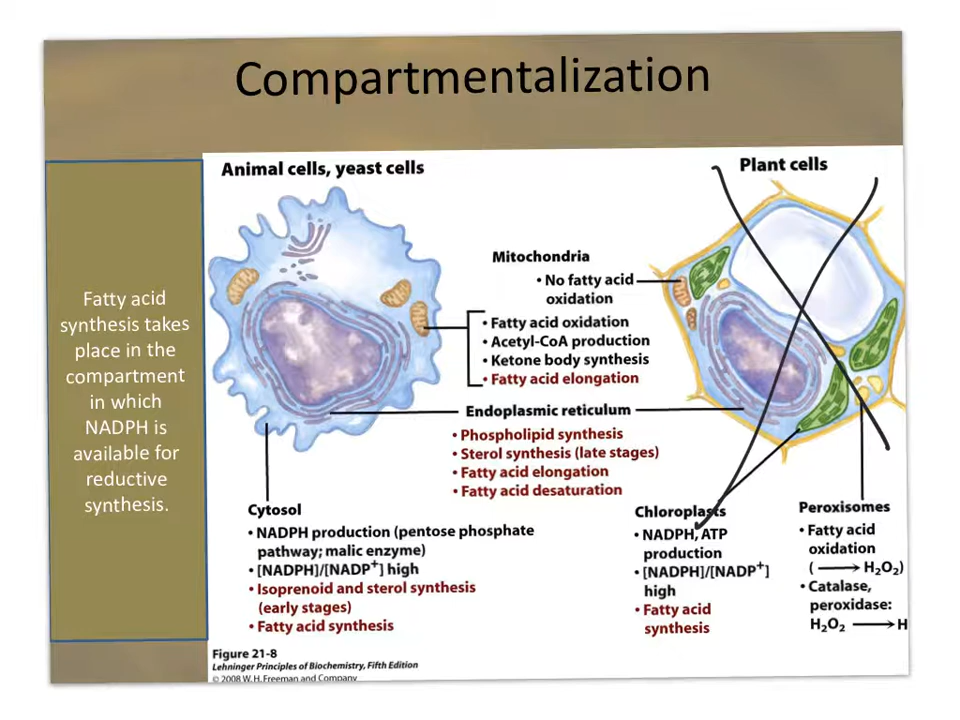 Compartmentalization
Fatty acid
synthesis takes
place in the
compartment
in which
NADPH is
available for
reductive
synthesis.
Animal cells, yeast cells
Plant cells
Mitochondria
• No fatty acid
oxidation
• Fatty acid oxidation
• Acetyl-CoA production
• Ketone body synthesis
• Fatty acid elongation
Endoplasmic reticulum
• Phospholipid synthesis
• Sterol synthesis (late stages)
• Fatty acid elongation
• Fatty acid desaturation
Cytosol
• NADPH production (pentose phosphate
pathway; malic enzyme)
• [NADPH]/[NADP⁺] high
• Isoprenoid and sterol synthesis
(early stages)
• Fatty acid synthesis
Chloroplasts
• NADPH, ATP
production
• [NADPH]/[NADP⁺]
high
• Fatty acid
synthesis
Peroxisomes
• Fatty acid
oxidation
( ⟶ H₂O₂)
• Catalase,
peroxidase:
H₂O₂ ⟶ H
Figure 21-8
Lehninger Principles of Biochemistry, Fifth Edition
© 2008 W. H. Freeman and Company